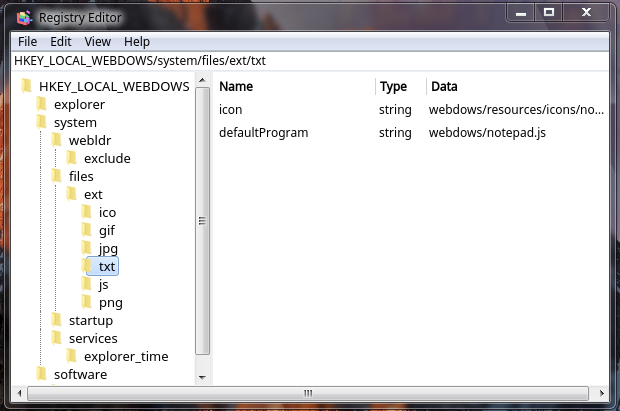 Registry Editor
File Edit View Help
HKEY_LOCAL_WEBDOWS/system/files/ext/txt
HKEY_LOCAL_WEBDOWS
explorer
system
webldr
exclude
files
ext
ico
gif
jpg
txt
js
png
startup
services
explorer_time
software
Name Type Data
icon string webdows/resources/icons/no...
defaultProgram string webdows/notepad.js